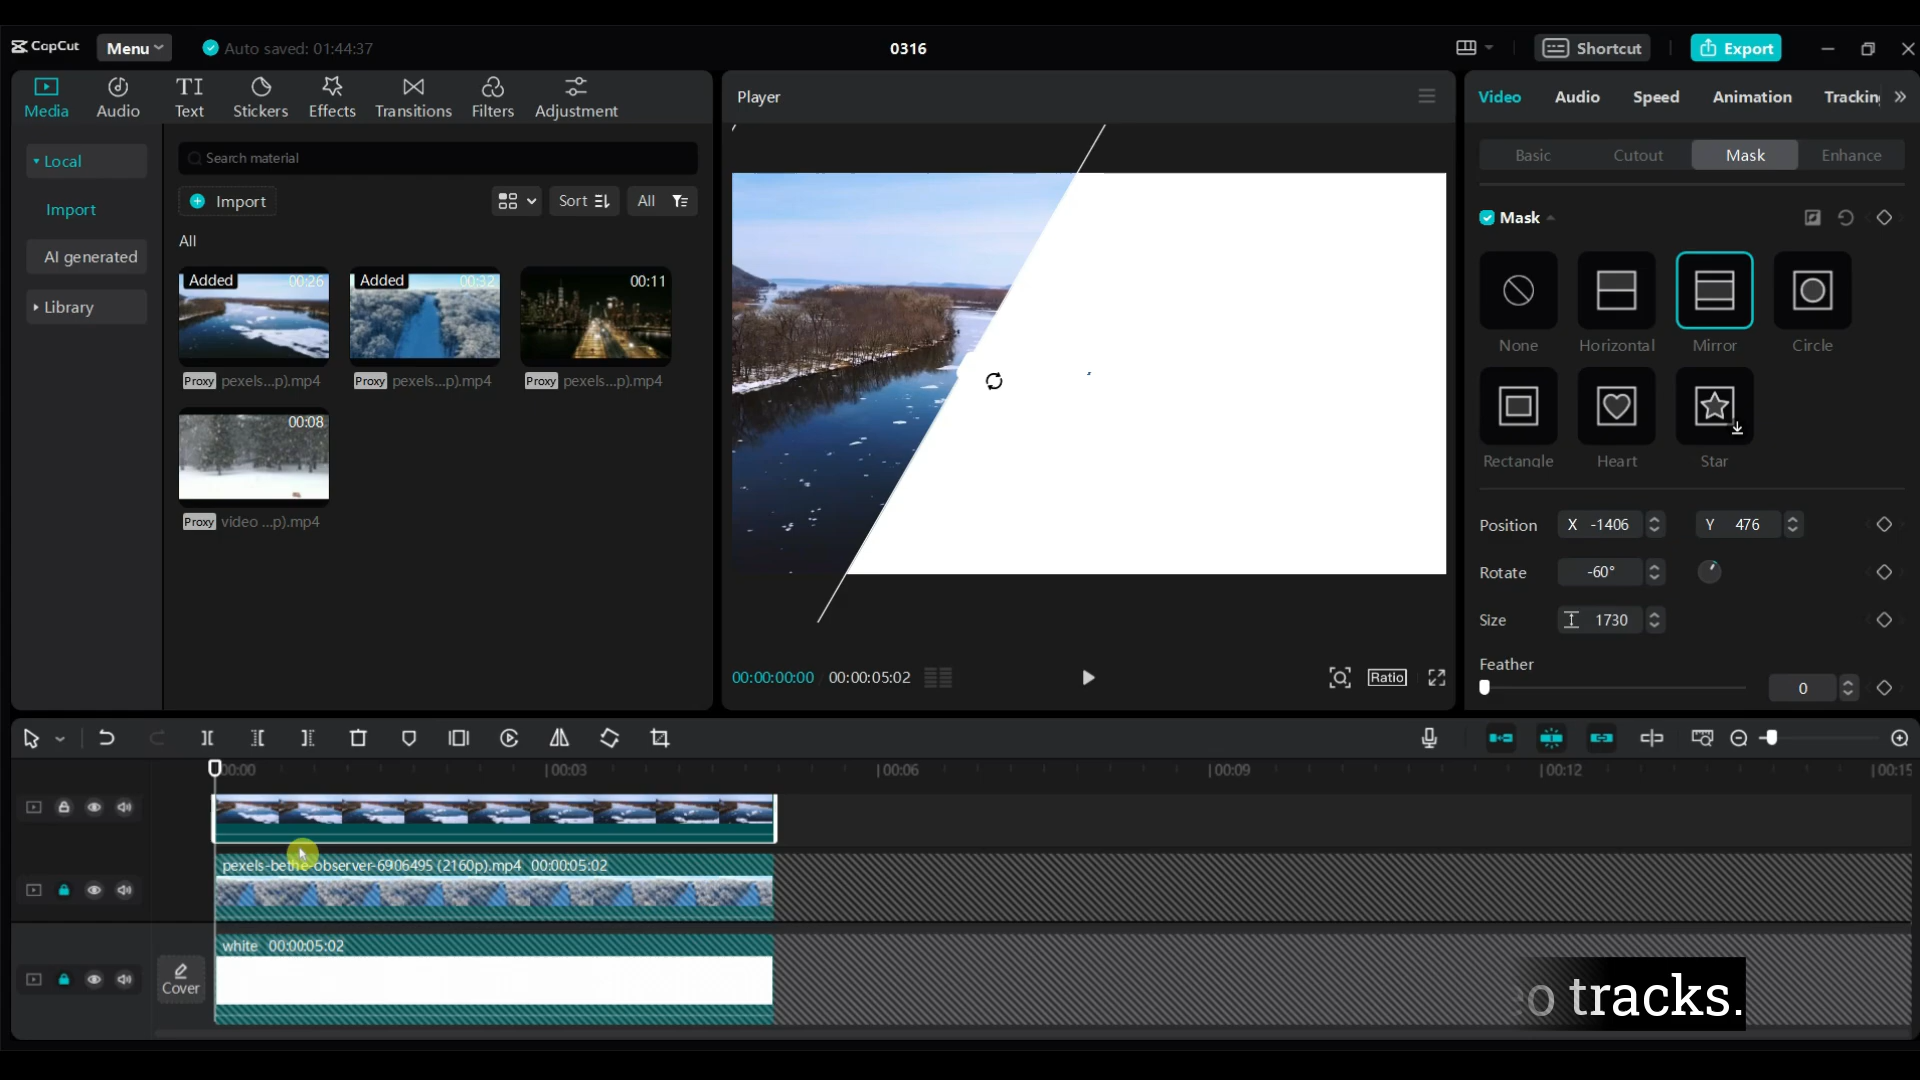 CapCut
Menu
Auto saved: 01:44:37
0316
Shortcut
Export
Media
Audio
Text
Stickers
Effects
Transitions
Filters
Adjustment
Local
Import
AI generated
Library
Search material
Import
Sort
All
All
Added
00:26
Added
00:32
00:11
Proxy pexels...p).mp4
Proxy pexels...p).mp4
Proxy pexels...p).mp4
00:08
Proxy video ...p).mp4
Player
00:00:00:00
00:00:05:02
Ratio
Video
Audio
Speed
Animation
Trackin
Basic
Cutout
Mask
Enhance
Mask
None
Horizontal
Mirror
Circle
Rectangle
Heart
Star
Position X -1406 Y 476
Rotate -60°
Size 1730
Feather
0
00:00
00:03
00:06
00:09
00:12
00:15
pexels-bethe-observer-6906495 (2160p).mp4 00:00:05:02
white 00:00:05:02
Cover
eo tracks.